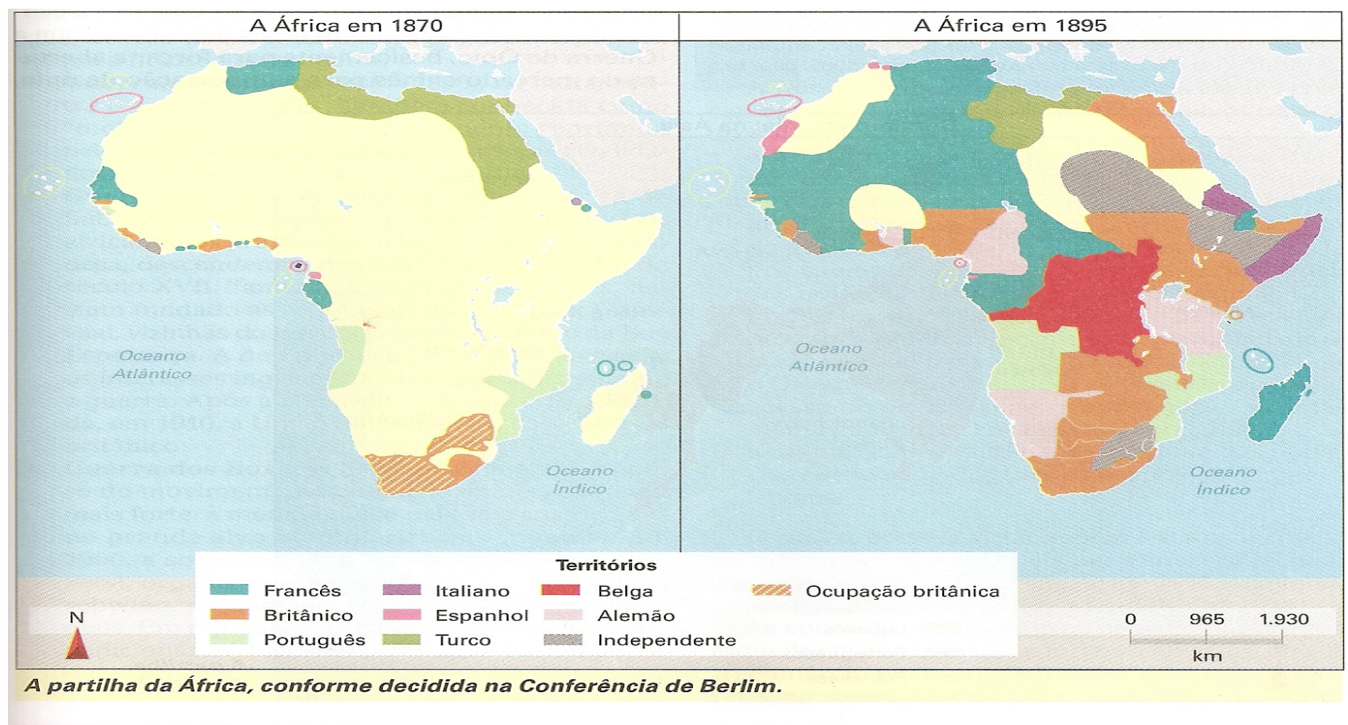 A África em 1870
A África em 1895
Oceano
Atlântico
Oceano
Índico
Oceano
Atlântico
Oceano
Índico
Territórios
Francês
Italiano
Belga
Ocupação britânica
Britânico
Espanhol
Alemão
Português
Turco
Independente
N
0 965 1.930
km
A partilha da África, conforme decidida na Conferência de Berlim.